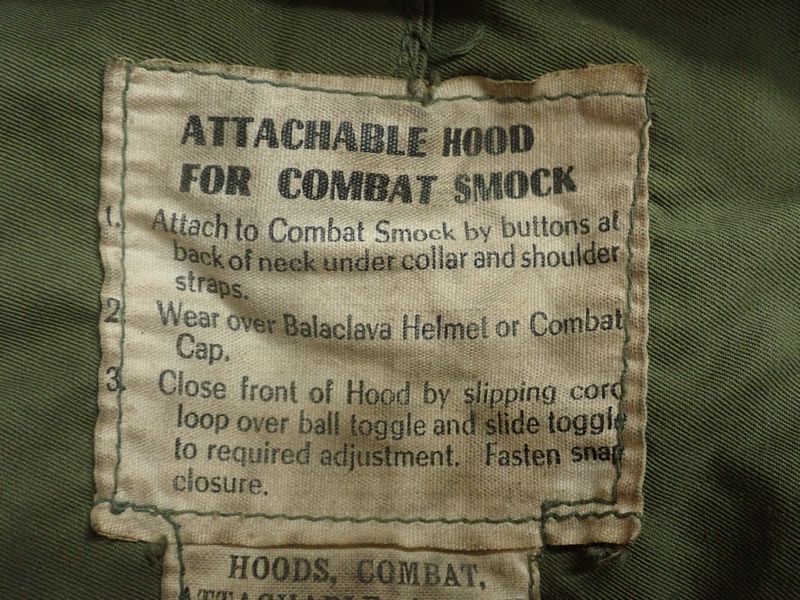 ATTACHABLE HOOD
FOR COMBAT SMOCK
1. Attach to Combat Smock by buttons at
back of neck under collar and shoulder
straps.
2. Wear over Balaclava Helmet or Combat
Cap.
3. Close front of Hood by slipping cord
loop over ball toggle and slide toggle
to required adjustment. Fasten snap
closure.
HOODS, COMBAT,
ATTACHABLE